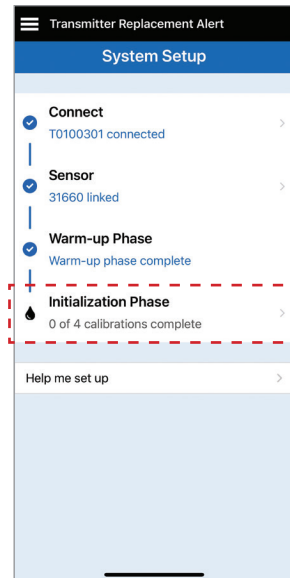 Transmitter Replacement Alert
System Setup
Connect
T0100301 connected
Sensor
31660 linked
Warm-up Phase
Warm-up phase complete
Initialization Phase
0 of 4 calibrations complete
Help me set up